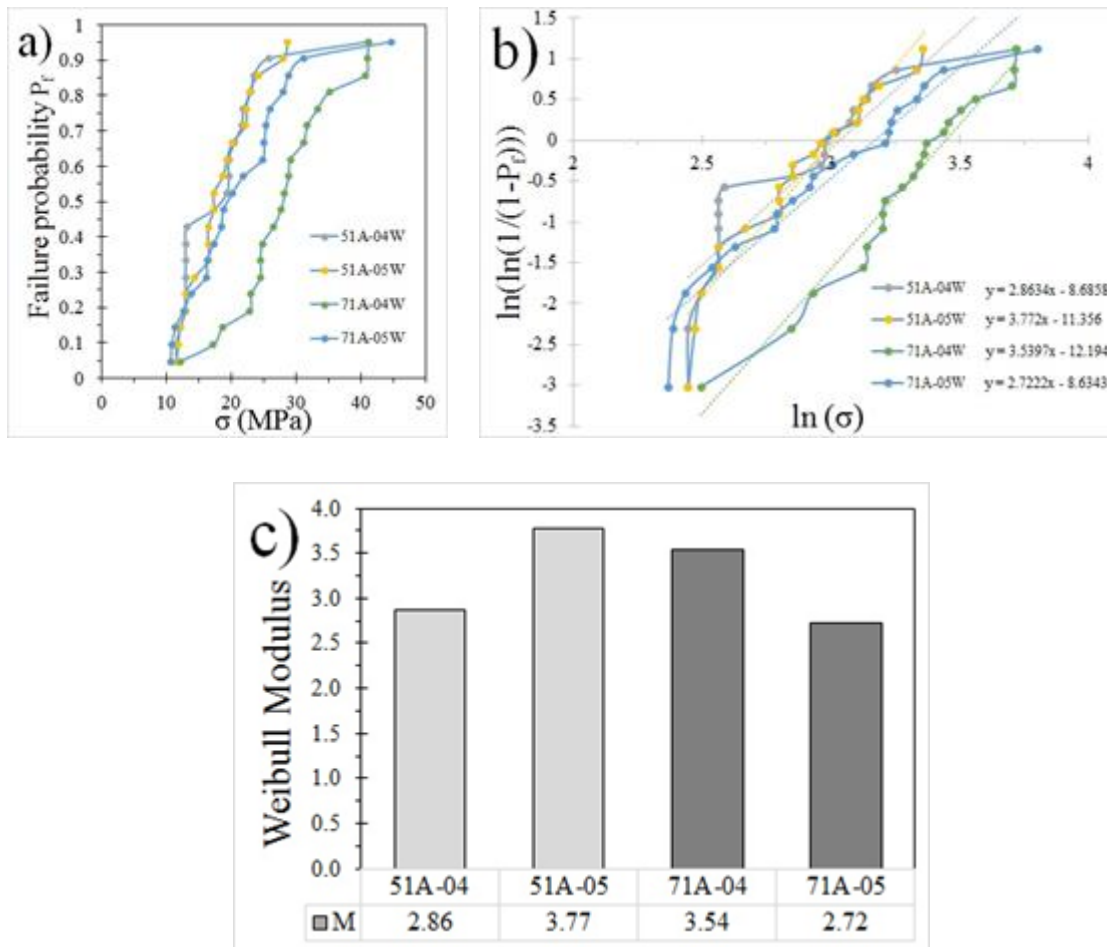 a)
Failure probability Pf
1
0.9
0.8
0.7
0.6
0.5
0.4
0.3
0.2
0.1
0
0 10 20 30 40 50
σ (MPa)
51A-04W
51A-05W
71A-04W
71A-05W
b)
ln(ln(1/(1-Pf)))
1.5
1
0.5
0
-0.5
-1
-1.5
-2
-2.5
-3
-3.5
2 2.5 3.5 4
ln (σ)
51A-04W y = 2.8634x - 8.6858
51A-05W y = 3.772x - 11.356
71A-04W y = 3.5397x - 12.194
71A-05W y = 2.7222x - 8.6343
c)
Weibull Modulus
4.0
3.5
3.0
2.5
2.0
1.5
1.0
0.5
0.0
51A-04 51A-05 71A-04 71A-05
M 2.86 3.77 3.54 2.72